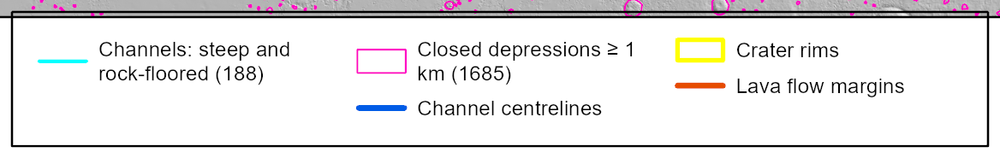 Channels: steep and
rock-floored (188)
Closed depressions ≥ 1
km (1685)
Channel centrelines
Crater rims
Lava flow margins